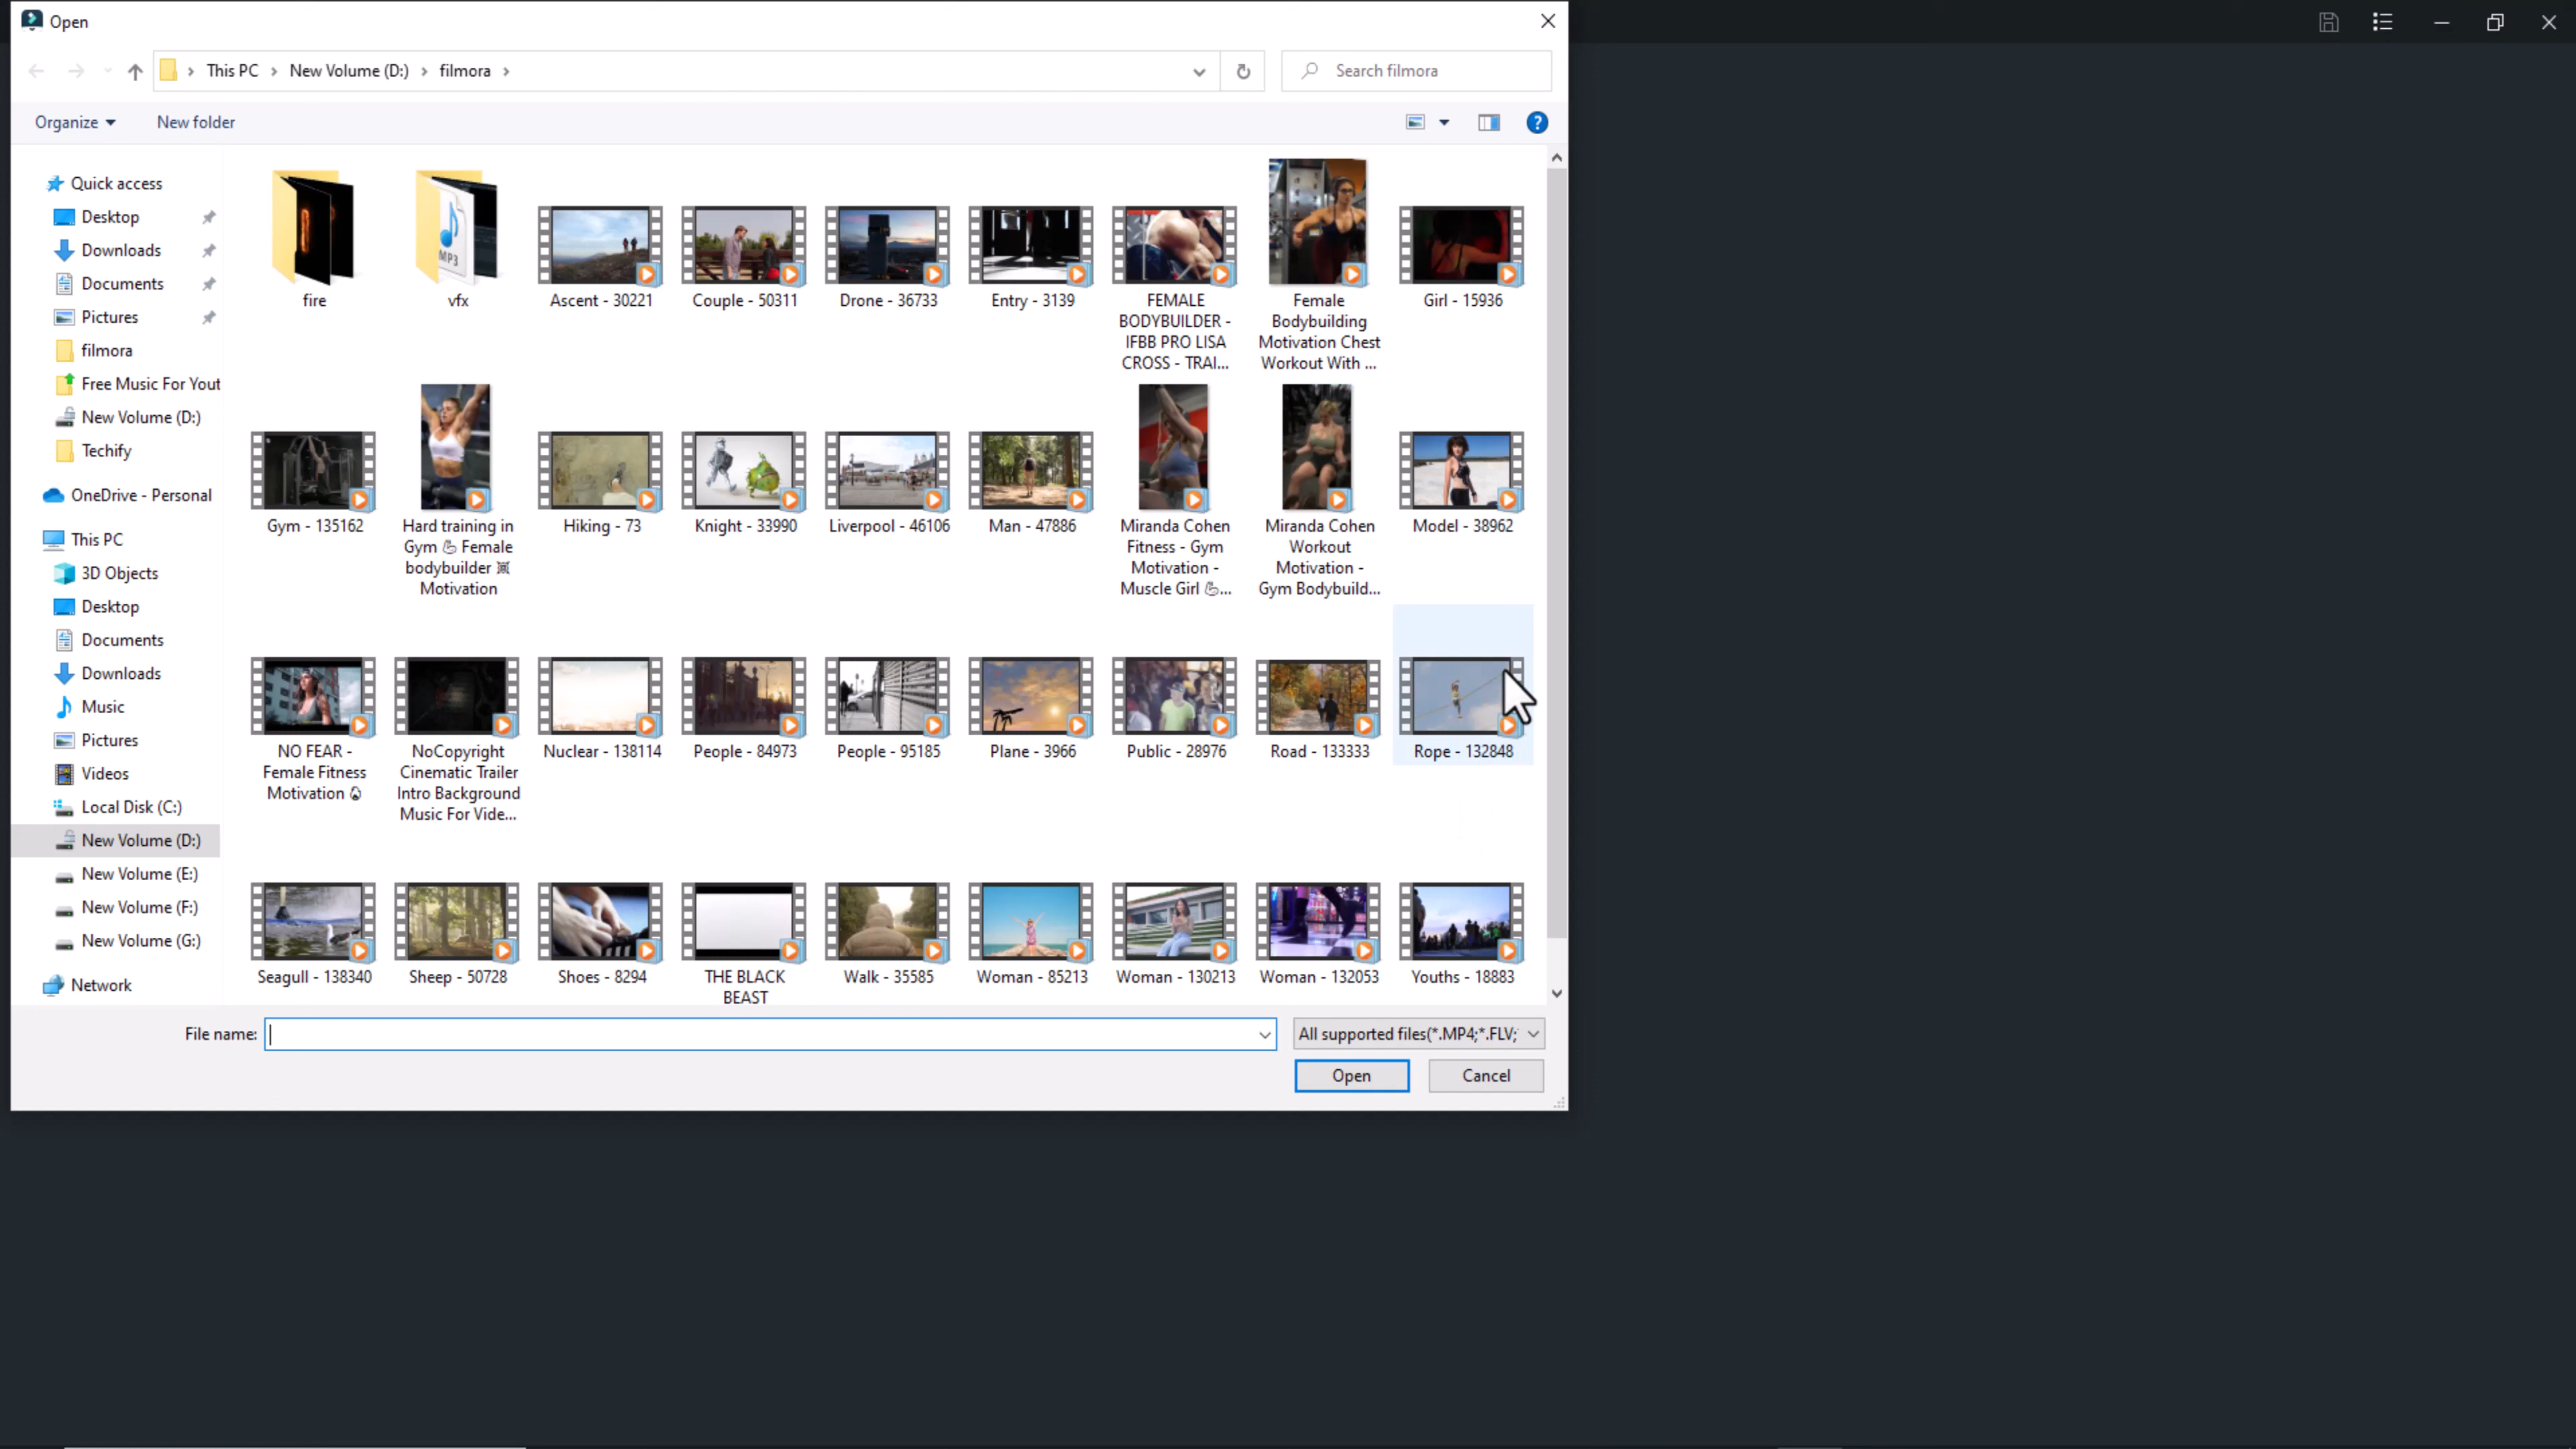 Open
This PC > New Volume (D:) > filmora >
Search filmora
Organize
New folder
Quick access
Desktop
Downloads
Documents
Pictures
filmora
Free Music For Yout
New Volume (D:)
Techify
OneDrive - Personal
This PC
3D Objects
Desktop
Documents
Downloads
Music
Pictures
Videos
Local Disk (C:)
New Volume (D:)
New Volume (E:)
New Volume (F:)
New Volume (G:)
Network
MP3
fire
vfx
Ascent - 30221
Couple - 50311
Drone - 36733
Entry - 3139
FEMALE
BODYBUILDER -
IFBB PRO LISA
CROSS - TRAI...
Female
Bodybuilding
Motivation Chest
Workout With ...
Girl - 15936
Gym - 135162
Hard training in
Gym 💪 Female
bodybuilder
Motivation
Hiking - 73
Knight - 33990
Liverpool - 46106
Man - 47886
Miranda Cohen
Fitness - Gym
Motivation -
Muscle Girl 💪...
Miranda Cohen
Workout
Motivation -
Gym Bodybuild...
Model - 38962
NO FEAR -
Female Fitness
Motivation
NoCopyright
Cinematic Trailer
Intro Background
Music For Vide...
Nuclear - 138114
People - 84973
People - 95185
Plane - 3966
Public - 28976
Road - 133333
Rope - 132848
Seagull - 138340
Sheep - 50728
Shoes - 8294
THE BLACK
BEAST
Walk - 35585
Woman - 85213
Woman - 130213
Woman - 132053
Youths - 18883
File name:
All supported files(*.MP4;*.FLV;
Open
Cancel